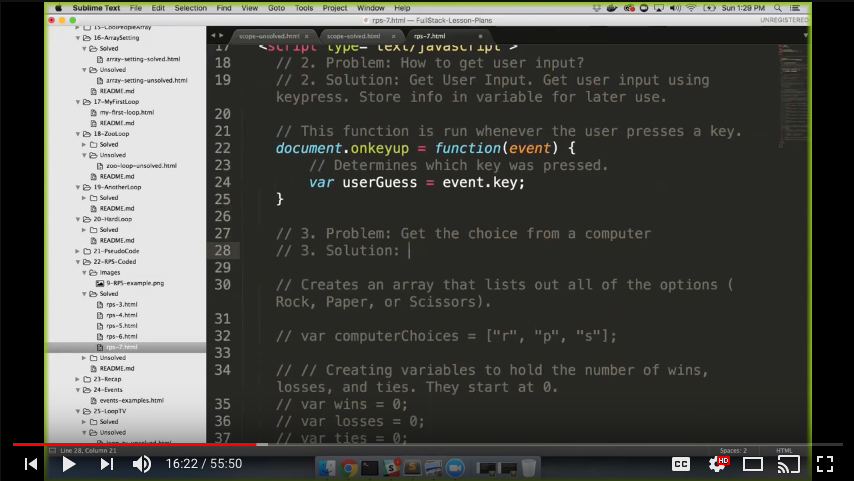 Sublime Text File Edit Selection Find View Goto Tools Project Window Help Sun 1:29 PM
rps-7.html — FullStack-Lesson-Plans
UNREGISTERED
scope-unsolved.html scope-solved.html rps-7.html
15-CoolPeopleArray
16-ArraySetting
Solved
array-setting-solved.html
Unsolved
array-setting-unsolved.html
README.md
17-MyFirstLoop
my-first-loop.html
README.md
18-ZooLoop
Solved
Unsolved
zoo-loop-unsolved.html
README.md
19-AnotherLoop
Solved
README.md
20-HardLoop
Solved
README.md
21-PseudoCode
22-RPS-Coded
Images
9-RPS-example.png
Solved
rps-3.html
rps-4.html
rps-5.html
rps-6.html
rps-7.html
Unsolved
README.md
23-Recap
24-Events
events-examples.html
25-LoopTV
Solved
Unsolved
17 <script type="text/javascript">
18 // 2. Problem: How to get user input?
19 // 2. Solution: Get User Input. Get user input using
keypress. Store info in variable for later use.
20
21 // This function is run whenever the user presses a key.
22 document.onkeyup = function(event) {
23 // Determines which key was pressed.
24 var userGuess = event.key;
25 }
26
27 // 3. Problem: Get the choice from a computer
28 // 3. Solution:
29
30 // Creates an array that lists out all of the options (
Rock, Paper, or Scissors).
31
32 // var computerChoices = ["r", "p", "s"];
33
34 // // Creating variables to hold the number of wins,
losses, and ties. They start at 0.
35 // var wins = 0;
36 // var losses = 0;
37 // var ties = 0;
Line 28, Column 21
Spaces: 2 HTML
16:22 / 55:50
CC HD